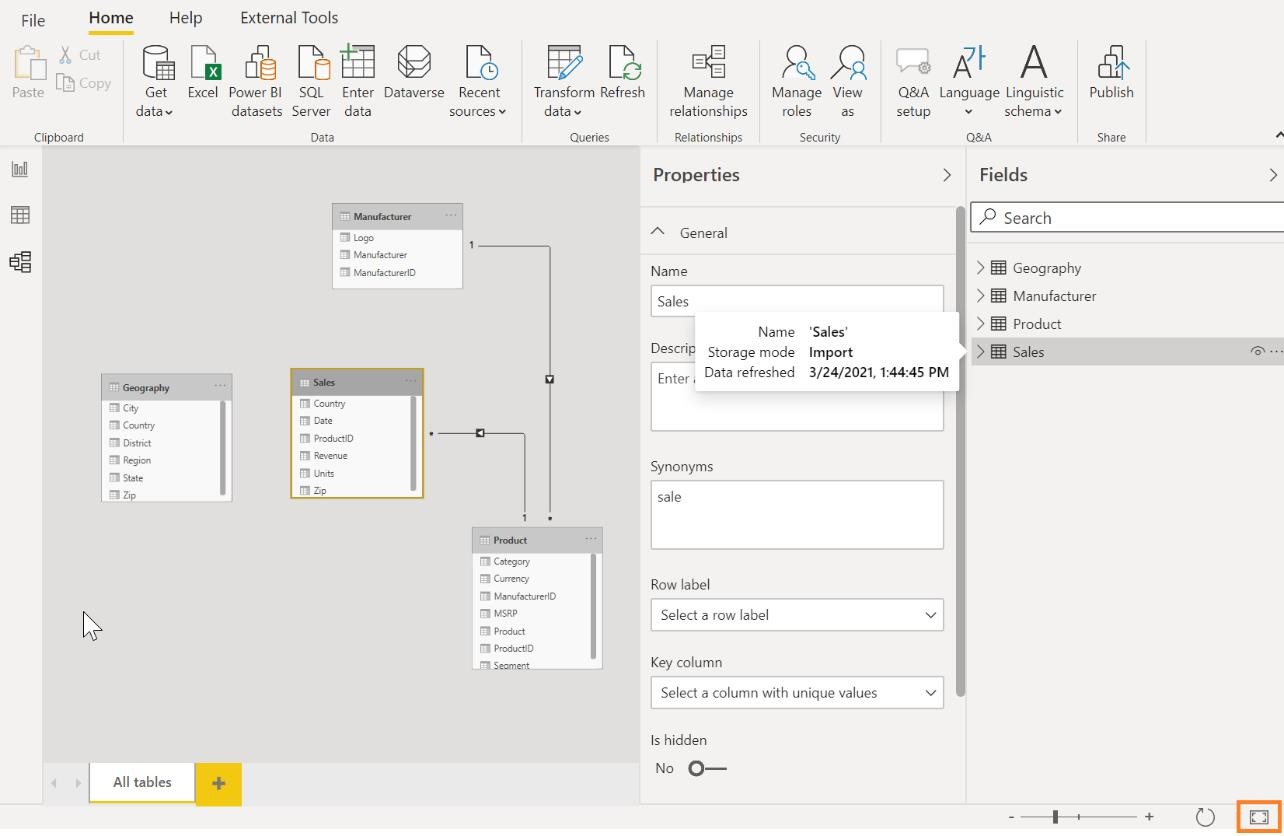 File
Home
Help
External Tools
Paste
Cut
Copy
Clipboard
Get data
Excel
Power BI datasets
SQL Server
Enter data
Dataverse
Recent sources
Data
Transform data
Refresh
Queries
Manage relationships
Relationships
Manage roles
View as
Security
Q&A setup
Language
Linguistic schema
Q&A
Publish
Share
Manufacturer
Logo
Manufacturer
ManufacturerID
1
Geography
City
Country
District
Region
State
Zip
Sales
Country
Date
ProductID
Revenue
Units
Zip
*
1
*
Product
Category
Currency
ManufacturerID
MSRP
Product
ProductID
Segment
All tables
+
Properties
General
Name
Sales
Descrip
Enter a
Name 'Sales'
Storage mode Import
Data refreshed 3/24/2021, 1:44:45 PM
Synonyms
sale
Row label
Select a row label
Key column
Select a column with unique values
Is hidden
No
Fields
Search
Geography
Manufacturer
Product
Sales
- +